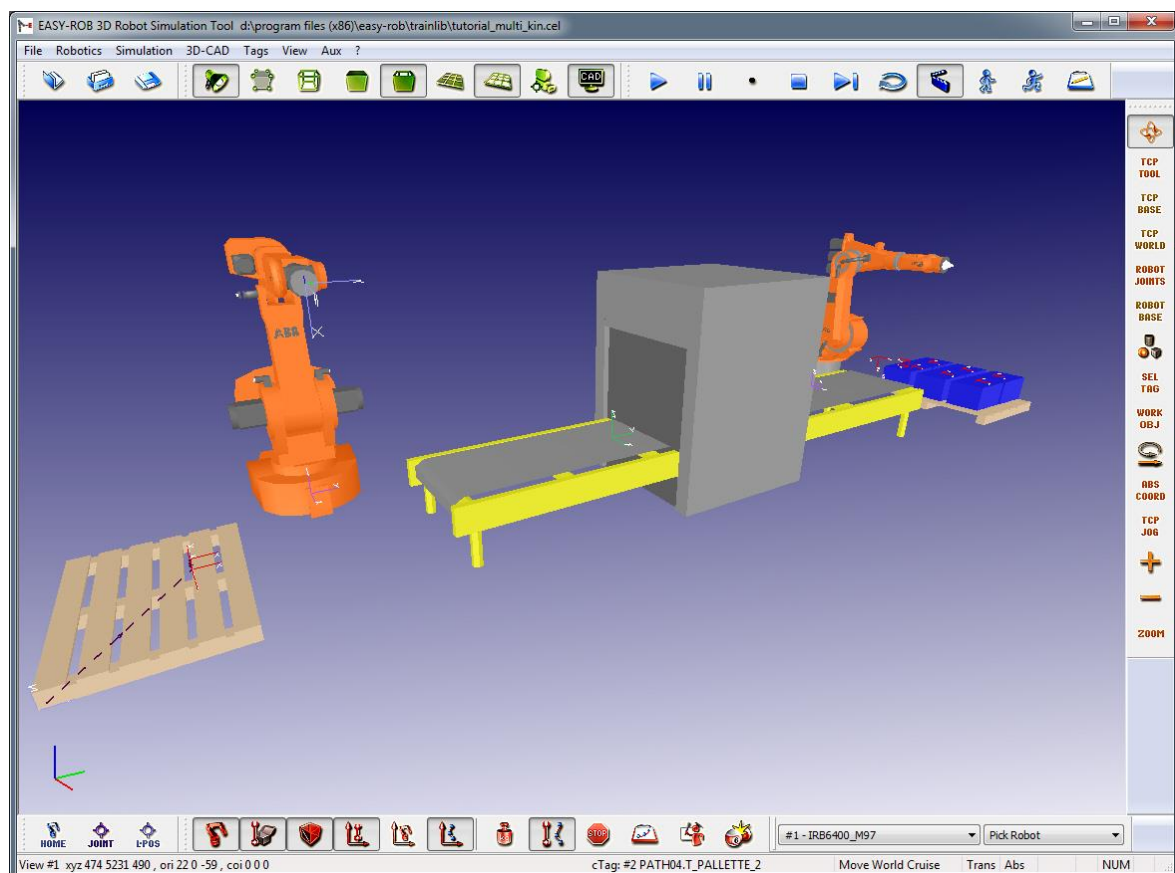 EASY-ROB 3D Robot Simulation Tool d:\program files (x86)\easy-rob\trainlib\tutorial_multi_kin.cel
File Robotics Simulation 3D-CAD Tags View Aux ?
CAD
TCP
TOOL
TCP
BASE
TCP
WORLD
ROBOT
JOINTS
ROBOT
BASE
SEL
TAG
WORK
OBJ
ABS
COORD
TCP
JOG
ZOOM
ABB
HOME JOINT L-POS
STOP
#1 - IRB6400_M97 Pick Robot
View #1 xyz 474 5231 490 , ori 22 0 -59 , coi 0 0 0 cTag: #2 PATH04.T_PALLETTE_2 Move World Cruise Trans Abs NUM